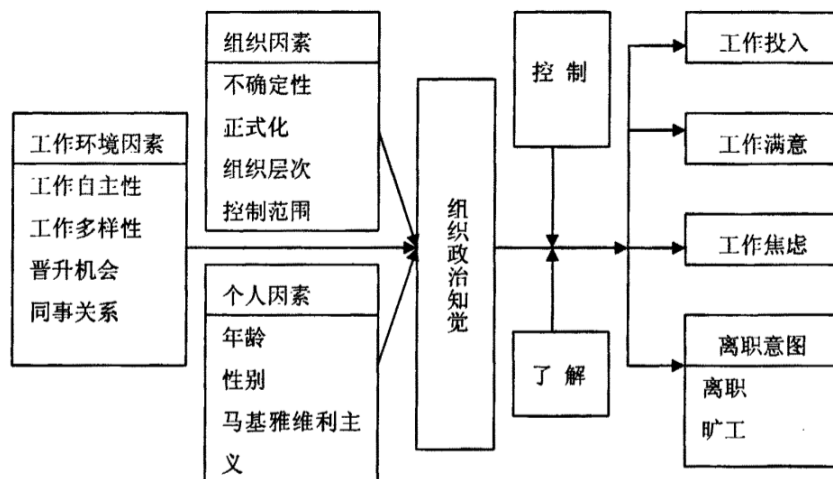 工作环境因素
工作自主性
工作多样性
晋升机会
同事关系
组织因素
不确定性
正式化
组织层次
控制范围
个人因素
年龄
性别
马基雅维利主
义
组织政治知觉
控 制
了 解
工作投入
工作满意
工作焦虑
离职意图
离职
旷工